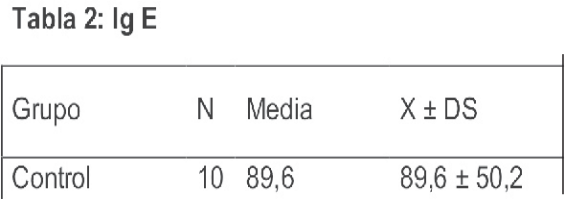 Tabla 2: Ig E
Grupo N Media X ± DS
Control 10 89,6 89,6 ± 50,2